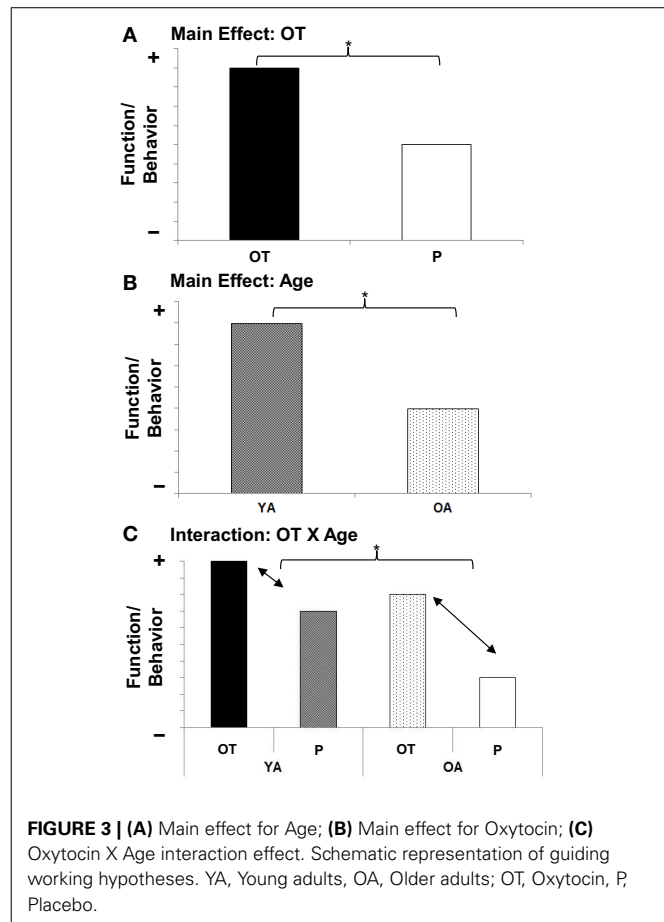 A Main Effect: OT
+
*
Function/
Behavior
–
OT P
B Main Effect: Age
+
*
Function/
Behavior
–
YA OA
C Interaction: OT X Age
+
*
Function/
Behavior
–
OT P OT P
YA OA
FIGURE 3 | (A) Main effect for Age; (B) Main effect for Oxytocin; (C)
Oxytocin X Age interaction effect. Schematic representation of guiding
working hypotheses. YA, Young adults, OA, Older adults; OT, Oxytocin, P,
Placebo.